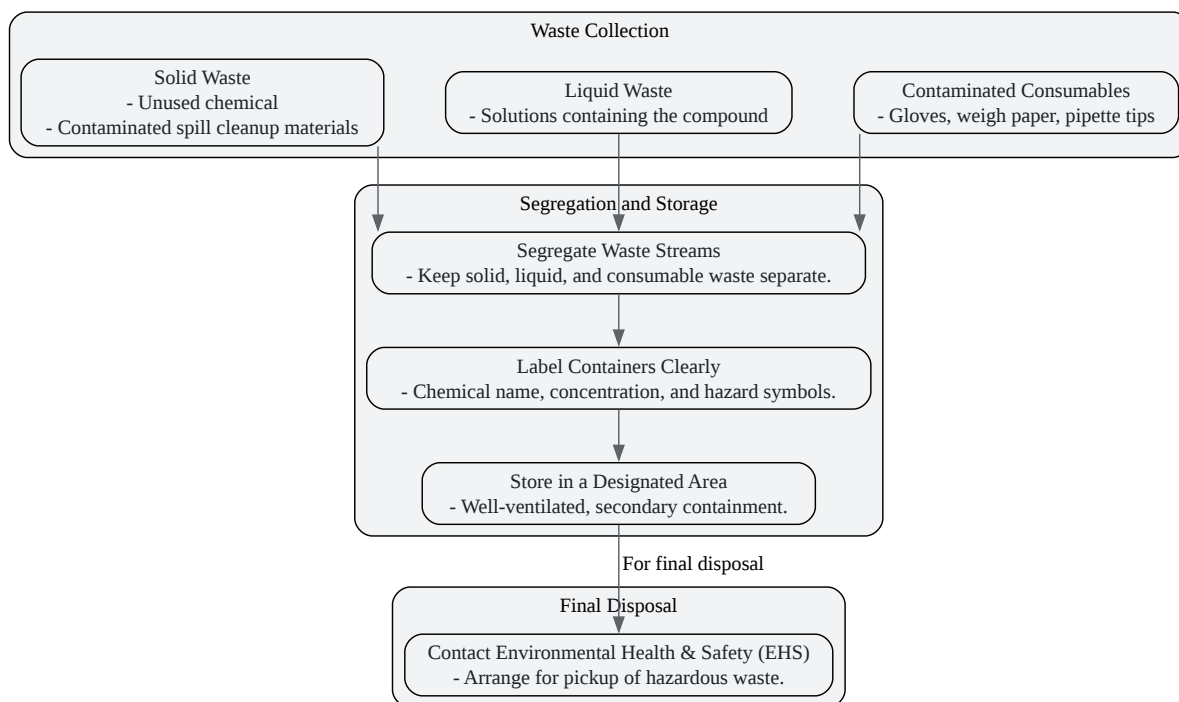 Waste Collection
Solid Waste
- Unused chemical
- Contaminated spill cleanup materials
Liquid Waste
- Solutions containing the compound
Contaminated Consumables
- Gloves, weigh paper, pipette tips
Segregation and Storage
Segregate Waste Streams
- Keep solid, liquid, and consumable waste separate.
Label Containers Clearly
- Chemical name, concentration, and hazard symbols.
Store in a Designated Area
- Well-ventilated, secondary containment.
For final disposal
Final Disposal
Contact Environmental Health & Safety (EHS)
- Arrange for pickup of hazardous waste.